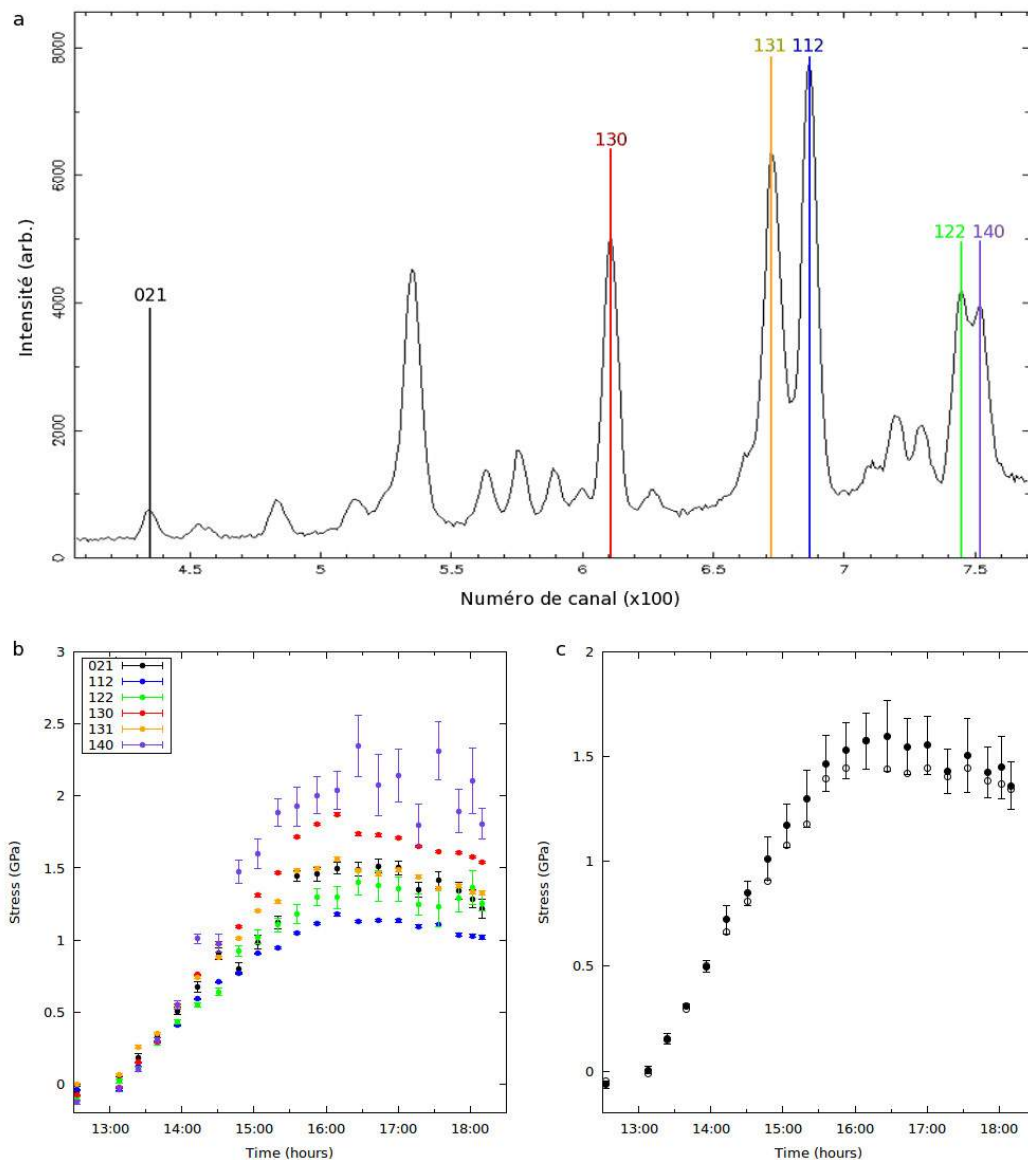 a
8000
6000
4000
2000
0
Intensité (arb.)
021
130
131 112
122 140
4.5 5 5.5 6 6.5 7 7.5
Numéro de canal (x100)
b
3
2.5
2
1.5
1
0.5
0
Stress (GPa)
021
112
122
130
131
140
13:00 14:00 15:00 16:00 17:00 18:00
Time (hours)
c
2
1.5
1
0.5
0
Stress (GPa)
13:00 14:00 15:00 16:00 17:00 18:00
Time (hours)